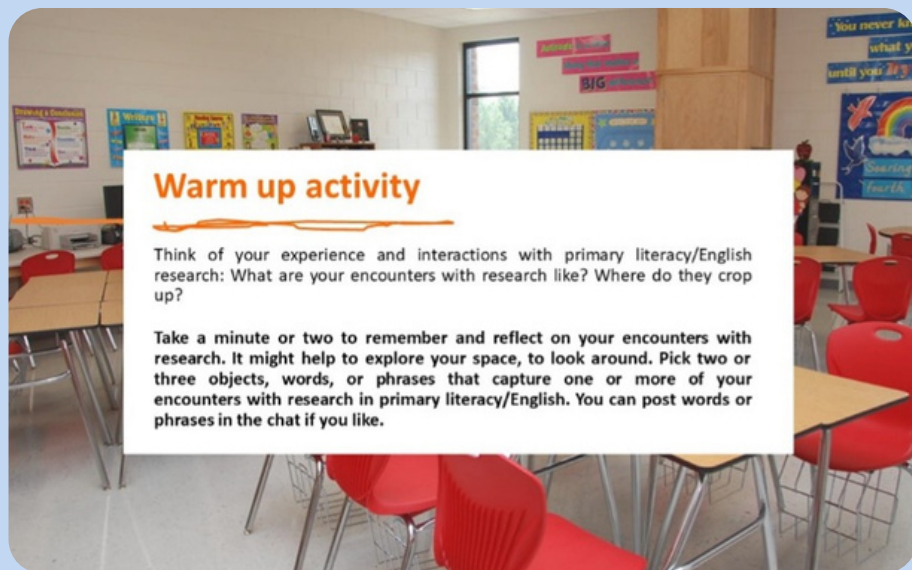 You never
what y
until you try
BIG
Drawing a Conclusion
Writing
Soaring
fourth
Warm up activity
Think of your experience and interactions with primary literacy/English
research: What are your encounters with research like? Where do they crop
up?
Take a minute or two to remember and reflect on your encounters with
research. It might help to explore your space, to look around. Pick two or
three objects, words, or phrases that capture one or more of your
encounters with research in primary literacy/English. You can post words or
phrases in the chat if you like.